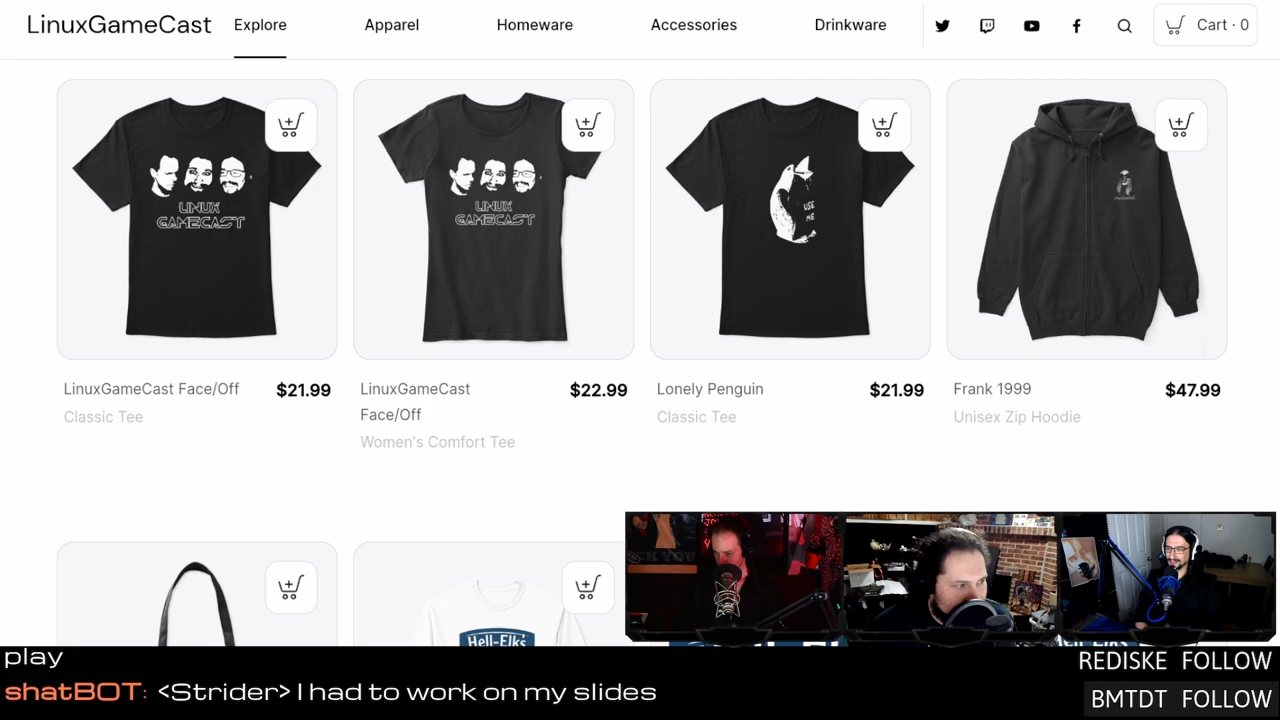 LinuxGameCast Explore Apparel Homeware Accessories Drinkware Cart · 0
LINUX
GAMECAST
LINUX
GAMECAST
USE
ME
LinuxGameCast Face/Off $21.99
Classic Tee
LinuxGameCast
Face/Off $22.99
Women's Comfort Tee
Lonely Penguin $21.99
Classic Tee
Frank 1999 $47.99
Unisex Zip Hoodie
Hell-Elks
play
shatBOT: <Strider> I had to work on my slides
REDISKE FOLLOW
BMTDT FOLLOW